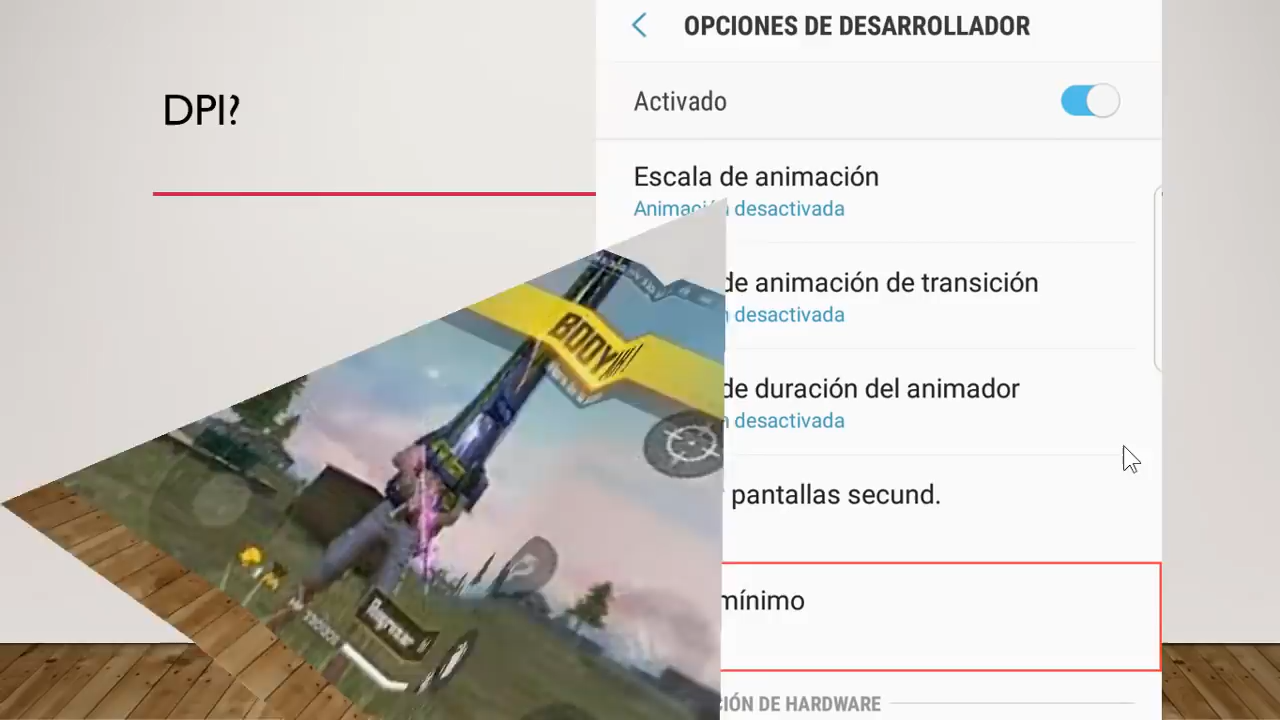 DPI?
OPCIONES DE DESARROLLADOR
Activado
Escala de animación
desactivada
de animación de transición
desactivada
de duración del animador
desactivada
pantallas secund.
mínimo
DE HARDWARE
BODY